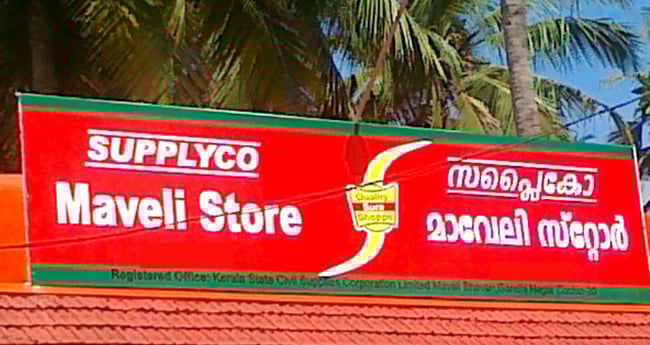 SUPPLYCO
Maveli Store
Quality
Store
Shoppe
സപ്ലൈകോ
മാവേലി സ്റ്റോർ
Registered Office: Kerala State Civil Supplies Corporation Limited Maveli Bhavan,Gandhi Nagar Cochin-20